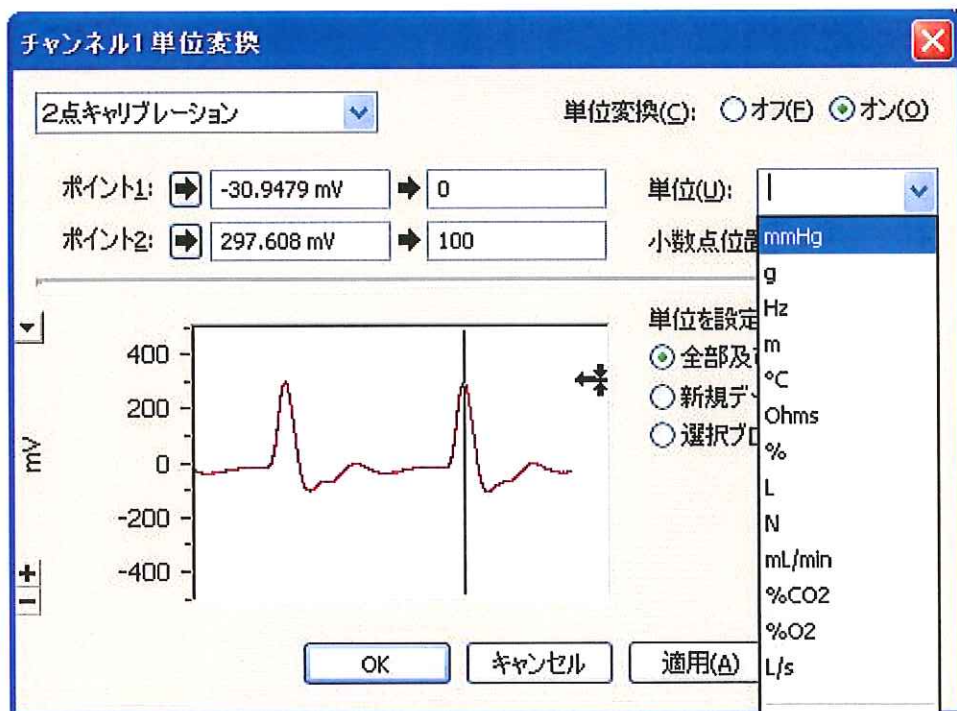 チャンネル1単位変換
2点キャリブレーション
単位変換(C): オフ(F) オン(O)
ポイント1: -30.9479 mV 0 単位(U):
ポイント2: 297.608 mV 100 小数点位置
mmHg
g
Hz
m
°C
Ohms
%
L
N
mL/min
%CO2
%O2
L/s
単位を設定
全部及
新規デー
選択ブロ
mV
400
200
0
-200
-400
+
-
OK キャンセル 適用(A)